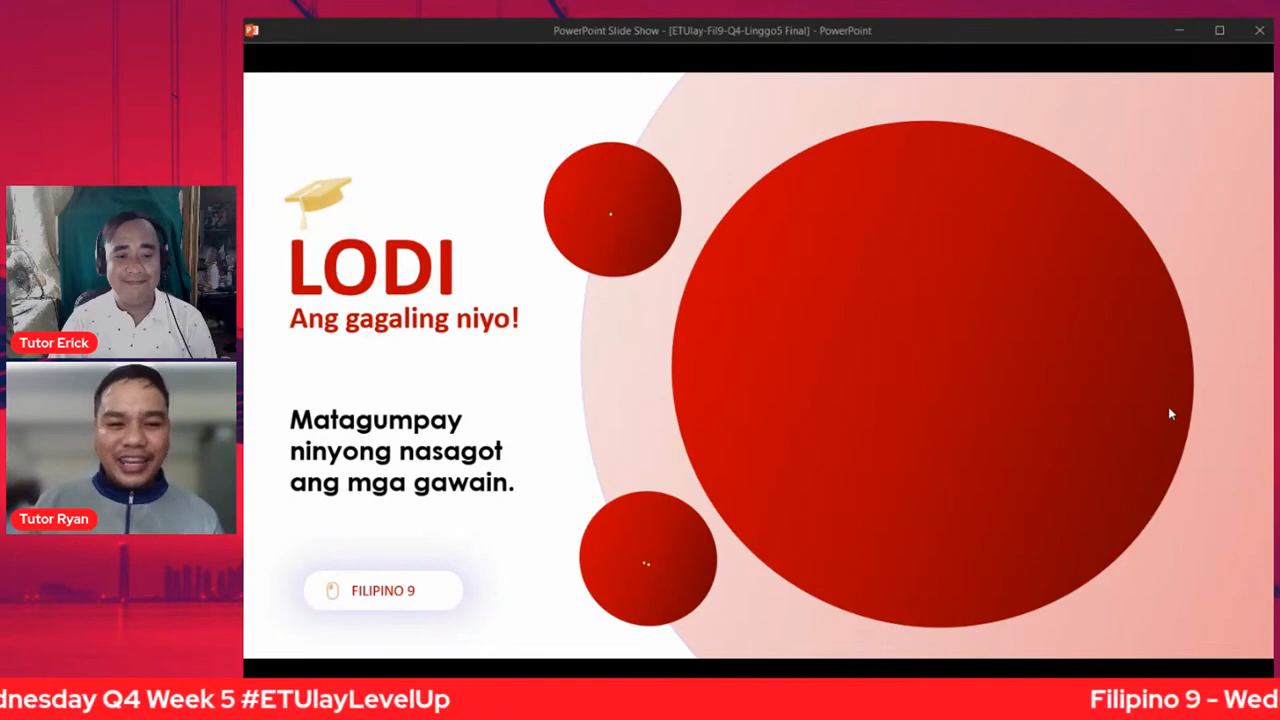 PowerPoint Slide Show - [ETUlay-Fil9-Q4-Linggo5 Final] - PowerPoint
LODI
Ang gagaling niyo!
Matagumpay
ninyong nasagot
ang mga gawain.
FILIPINO 9
Tutor Erick
Tutor Ryan
dnesday Q4 Week 5 #ETUlayLevelUp
Filipino 9 - Wed